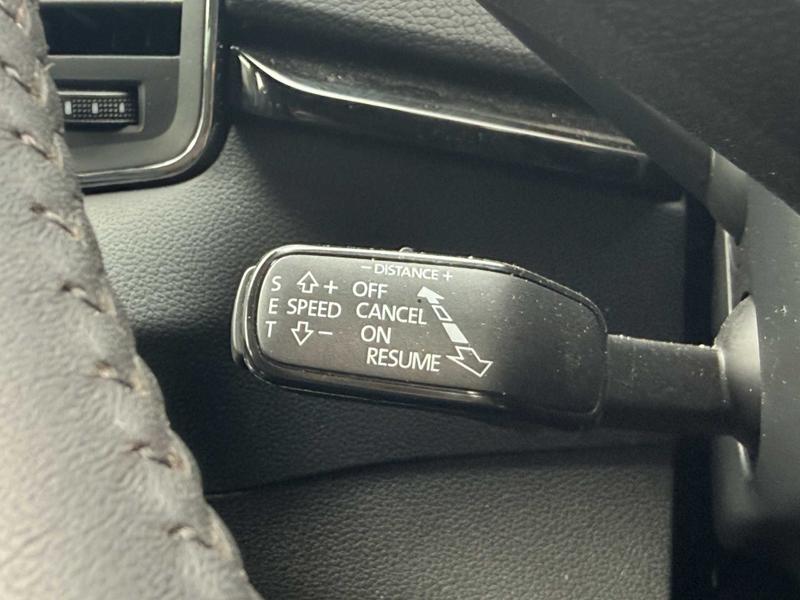 - DISTANCE +
S + OFF
E SPEED CANCEL
T - ON
RESUME